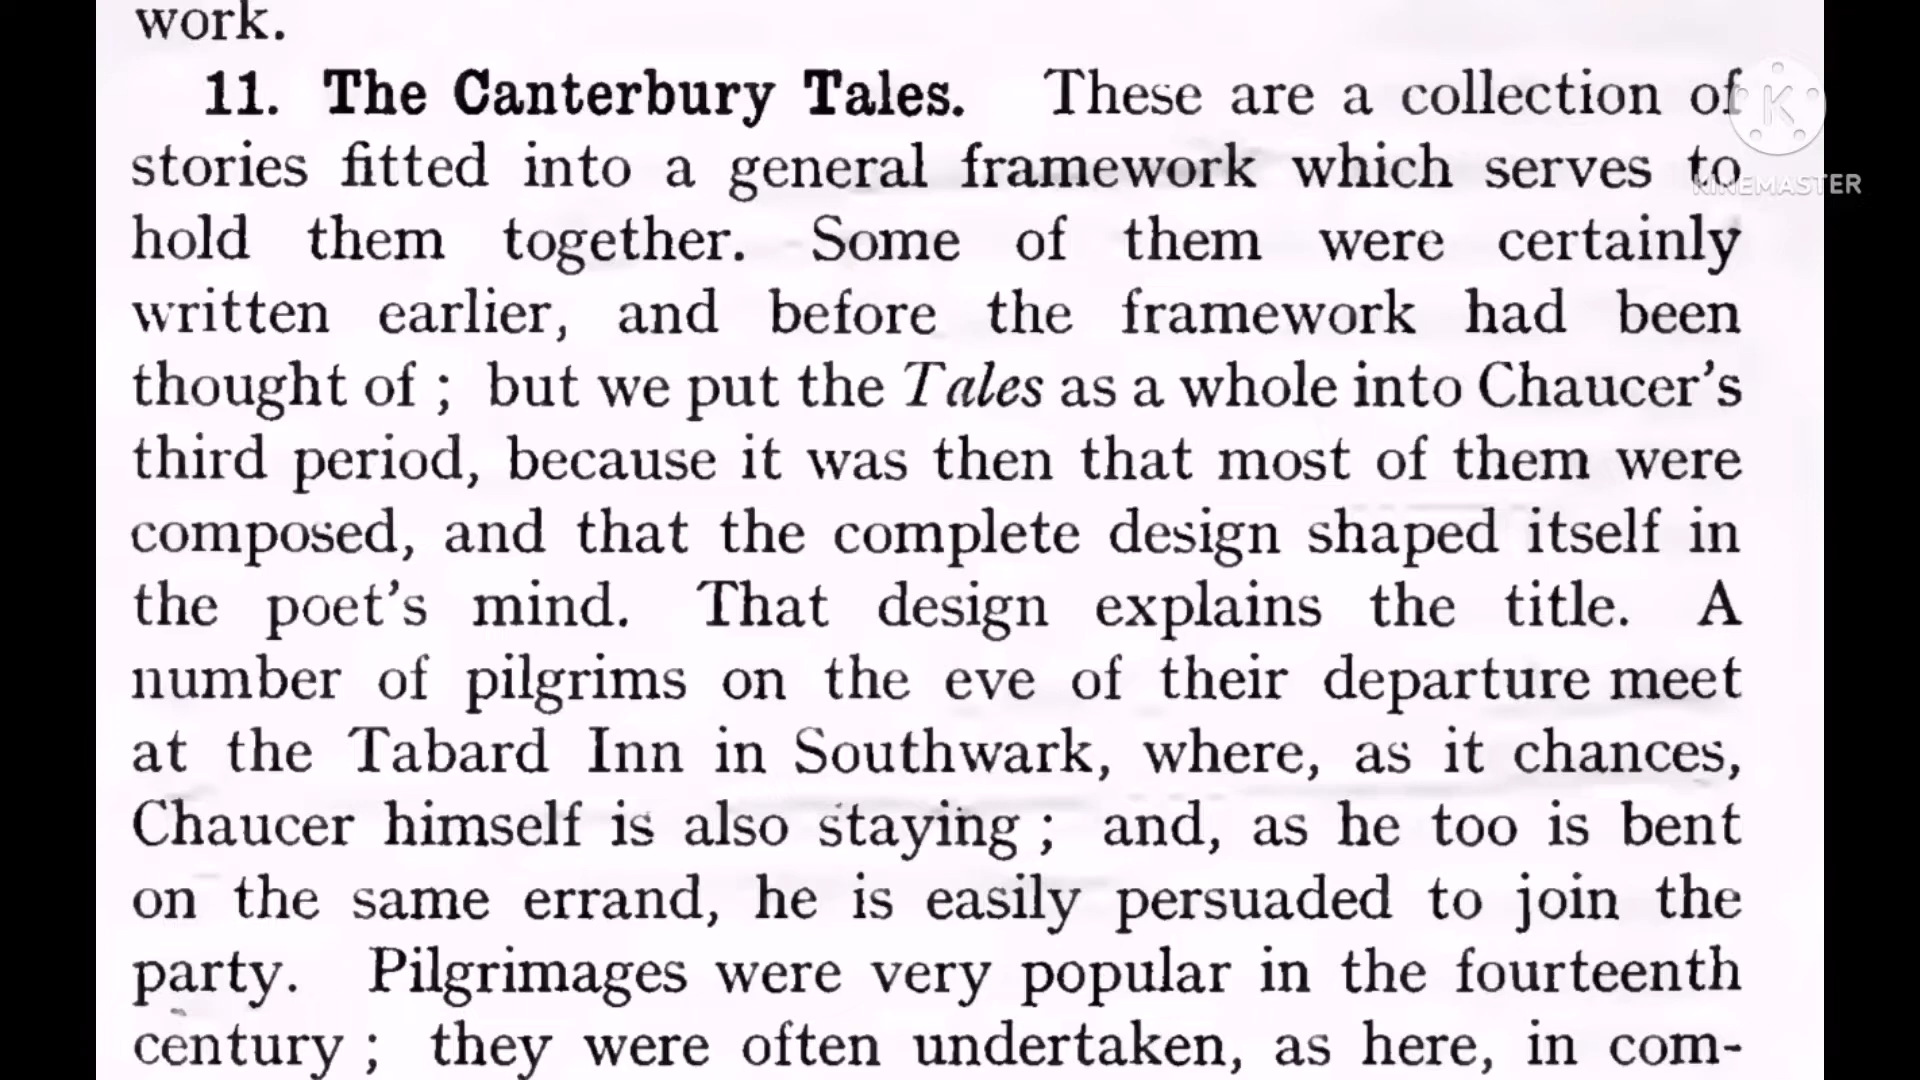 work.
11. The Canterbury Tales. These are a collection of
stories fitted into a general framework which serves to
hold them together. Some of them were certainly
written earlier, and before the framework had been
thought of ; but we put the Tales as a whole into Chaucer's
third period, because it was then that most of them were
composed, and that the complete design shaped itself in
the poet's mind. That design explains the title. A
number of pilgrims on the eve of their departure meet
at the Tabard Inn in Southwark, where, as it chances,
Chaucer himself is also staying ; and, as he too is bent
on the same errand, he is easily persuaded to join the
party. Pilgrimages were very popular in the fourteenth
century ; they were often undertaken, as here, in com-
K
KINEMASTER